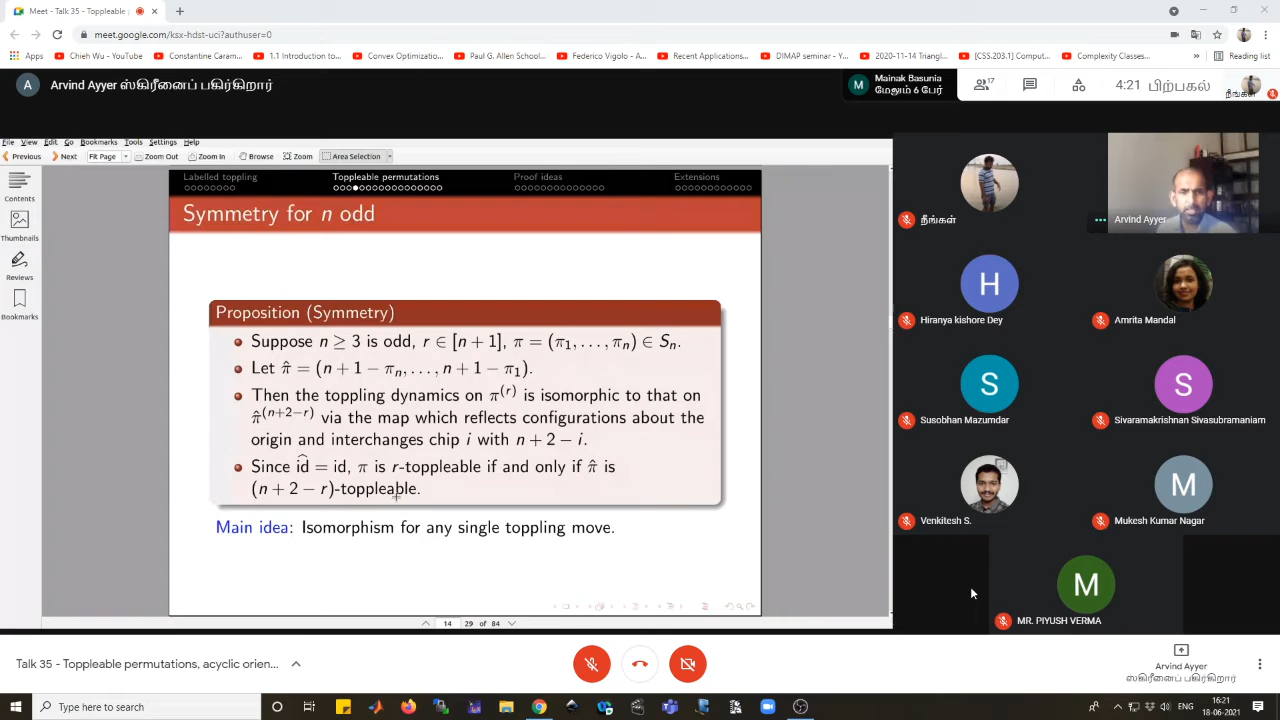 Meet - Talk 35 - Toppleable
meet.google.com/ksx-hdst-uci?authuser=0
Apps
Chieh Wu - YouTube
Constantine Caram...
1.1 Introduction to...
Convex Optimizatio...
Paul G. Allen School...
Federico Vigolo - A...
Recent Applications...
DIMAP seminar - Y...
2020-11-14 Triangl...
[CSS.203.1] Comput...
Complexity Classes...
Reading list
A
Arvind Ayyer ஸ்கிரீனைப் பகிர்கிறார்
M
Mainak Basunia
மேலும் 6 பேர்
17
4:21 பிற்பகல்
நீங்கள்
File View Edit Go Bookmarks Tools Settings Help
Previous Next Fit Page Zoom Out Zoom In Browse Zoom Area Selection
Contents
Thumbnails
Reviews
Bookmarks
Labelled toppling Toppleable permutations Proof ideas Extensions
Symmetry for n odd
Proposition (Symmetry)
Suppose n ≥ 3 is odd, r ∈ [n + 1], π = (π₁, . . . , πₙ) ∈ Sₙ.
Let π̂ = (n + 1 − πₙ, . . . , n + 1 − π₁).
Then the toppling dynamics on π⁽ʳ⁾ is isomorphic to that on
π̂⁽ⁿ⁺²⁻ʳ⁾ via the map which reflects configurations about the
origin and interchanges chip i with n + 2 − i.
Since id̂ = id, π is r-toppleable if and only if π̂ is
(n + 2 − r)-toppleable.
Main idea: Isomorphism for any single toppling move.
14 29 of 84
நீங்கள்
Arvind Ayyer
H
Hiranya kishore Dey
Amrita Mandal
S
Susobhan Mazumdar
S
Sivaramakrishnan Sivasubramaniam
Venkitesh S.
M
Mukesh Kumar Nagar
M
MR. PIYUSH VERMA
Talk 35 - Toppleable permutations, acyclic orien...
Arvind Ayyer
ஸ்கிரீனைப் பகிர்கிறார்
Type here to search
ENG
16:21
18-06-2021